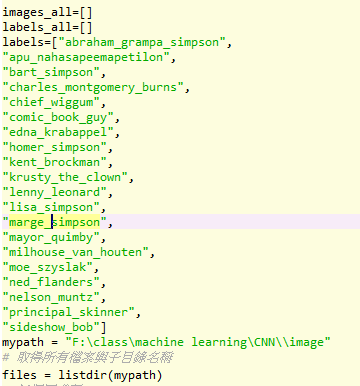 images_all=[]
labels_all=[]
labels=["abraham_grampa_simpson",
"apu_nahasapeemapetilon",
"bart_simpson",
"charles_montgomery_burns",
"chief_wiggum",
"comic_book_guy",
"edna_krabappel",
"homer_simpson",
"kent_brockman",
"krusty_the_clown",
"lenny_leonard",
"lisa_simpson",
"marge_simpson",
"mayor_quimby",
"milhouse_van_houten",
"moe_szyslak",
"ned_flanders",
"nelson_muntz",
"principal_skinner",
"sideshow_bob"]
mypath = "F:\class\machine learning\CNN\\image"
# 取得所有檔案與子目錄名稱
files = listdir(mypath)